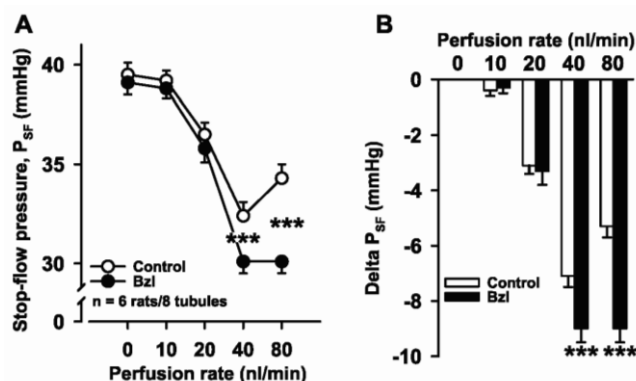 A
Stop-flow pressure, PSF (mmHg)
40
35
30
0
***
***
Control
Bzl
n = 6 rats/8 tubules
0 10 20 40 80
Perfusion rate (nl/min)
B
Perfusion rate (nl/min)
0 10 20 40 80
Delta PSF (mmHg)
0
-2
-4
-6
-8
-10
Control
Bzl
*** ***